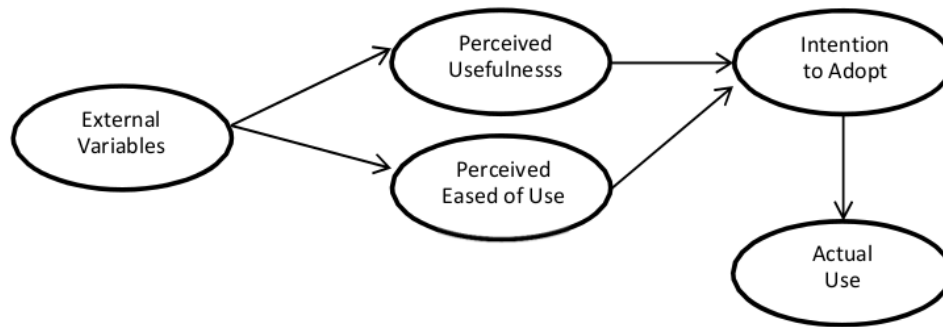 External
Variables
Perceived
Usefulnesss
Perceived
Eased of Use
Intention
to Adopt
Actual
Use